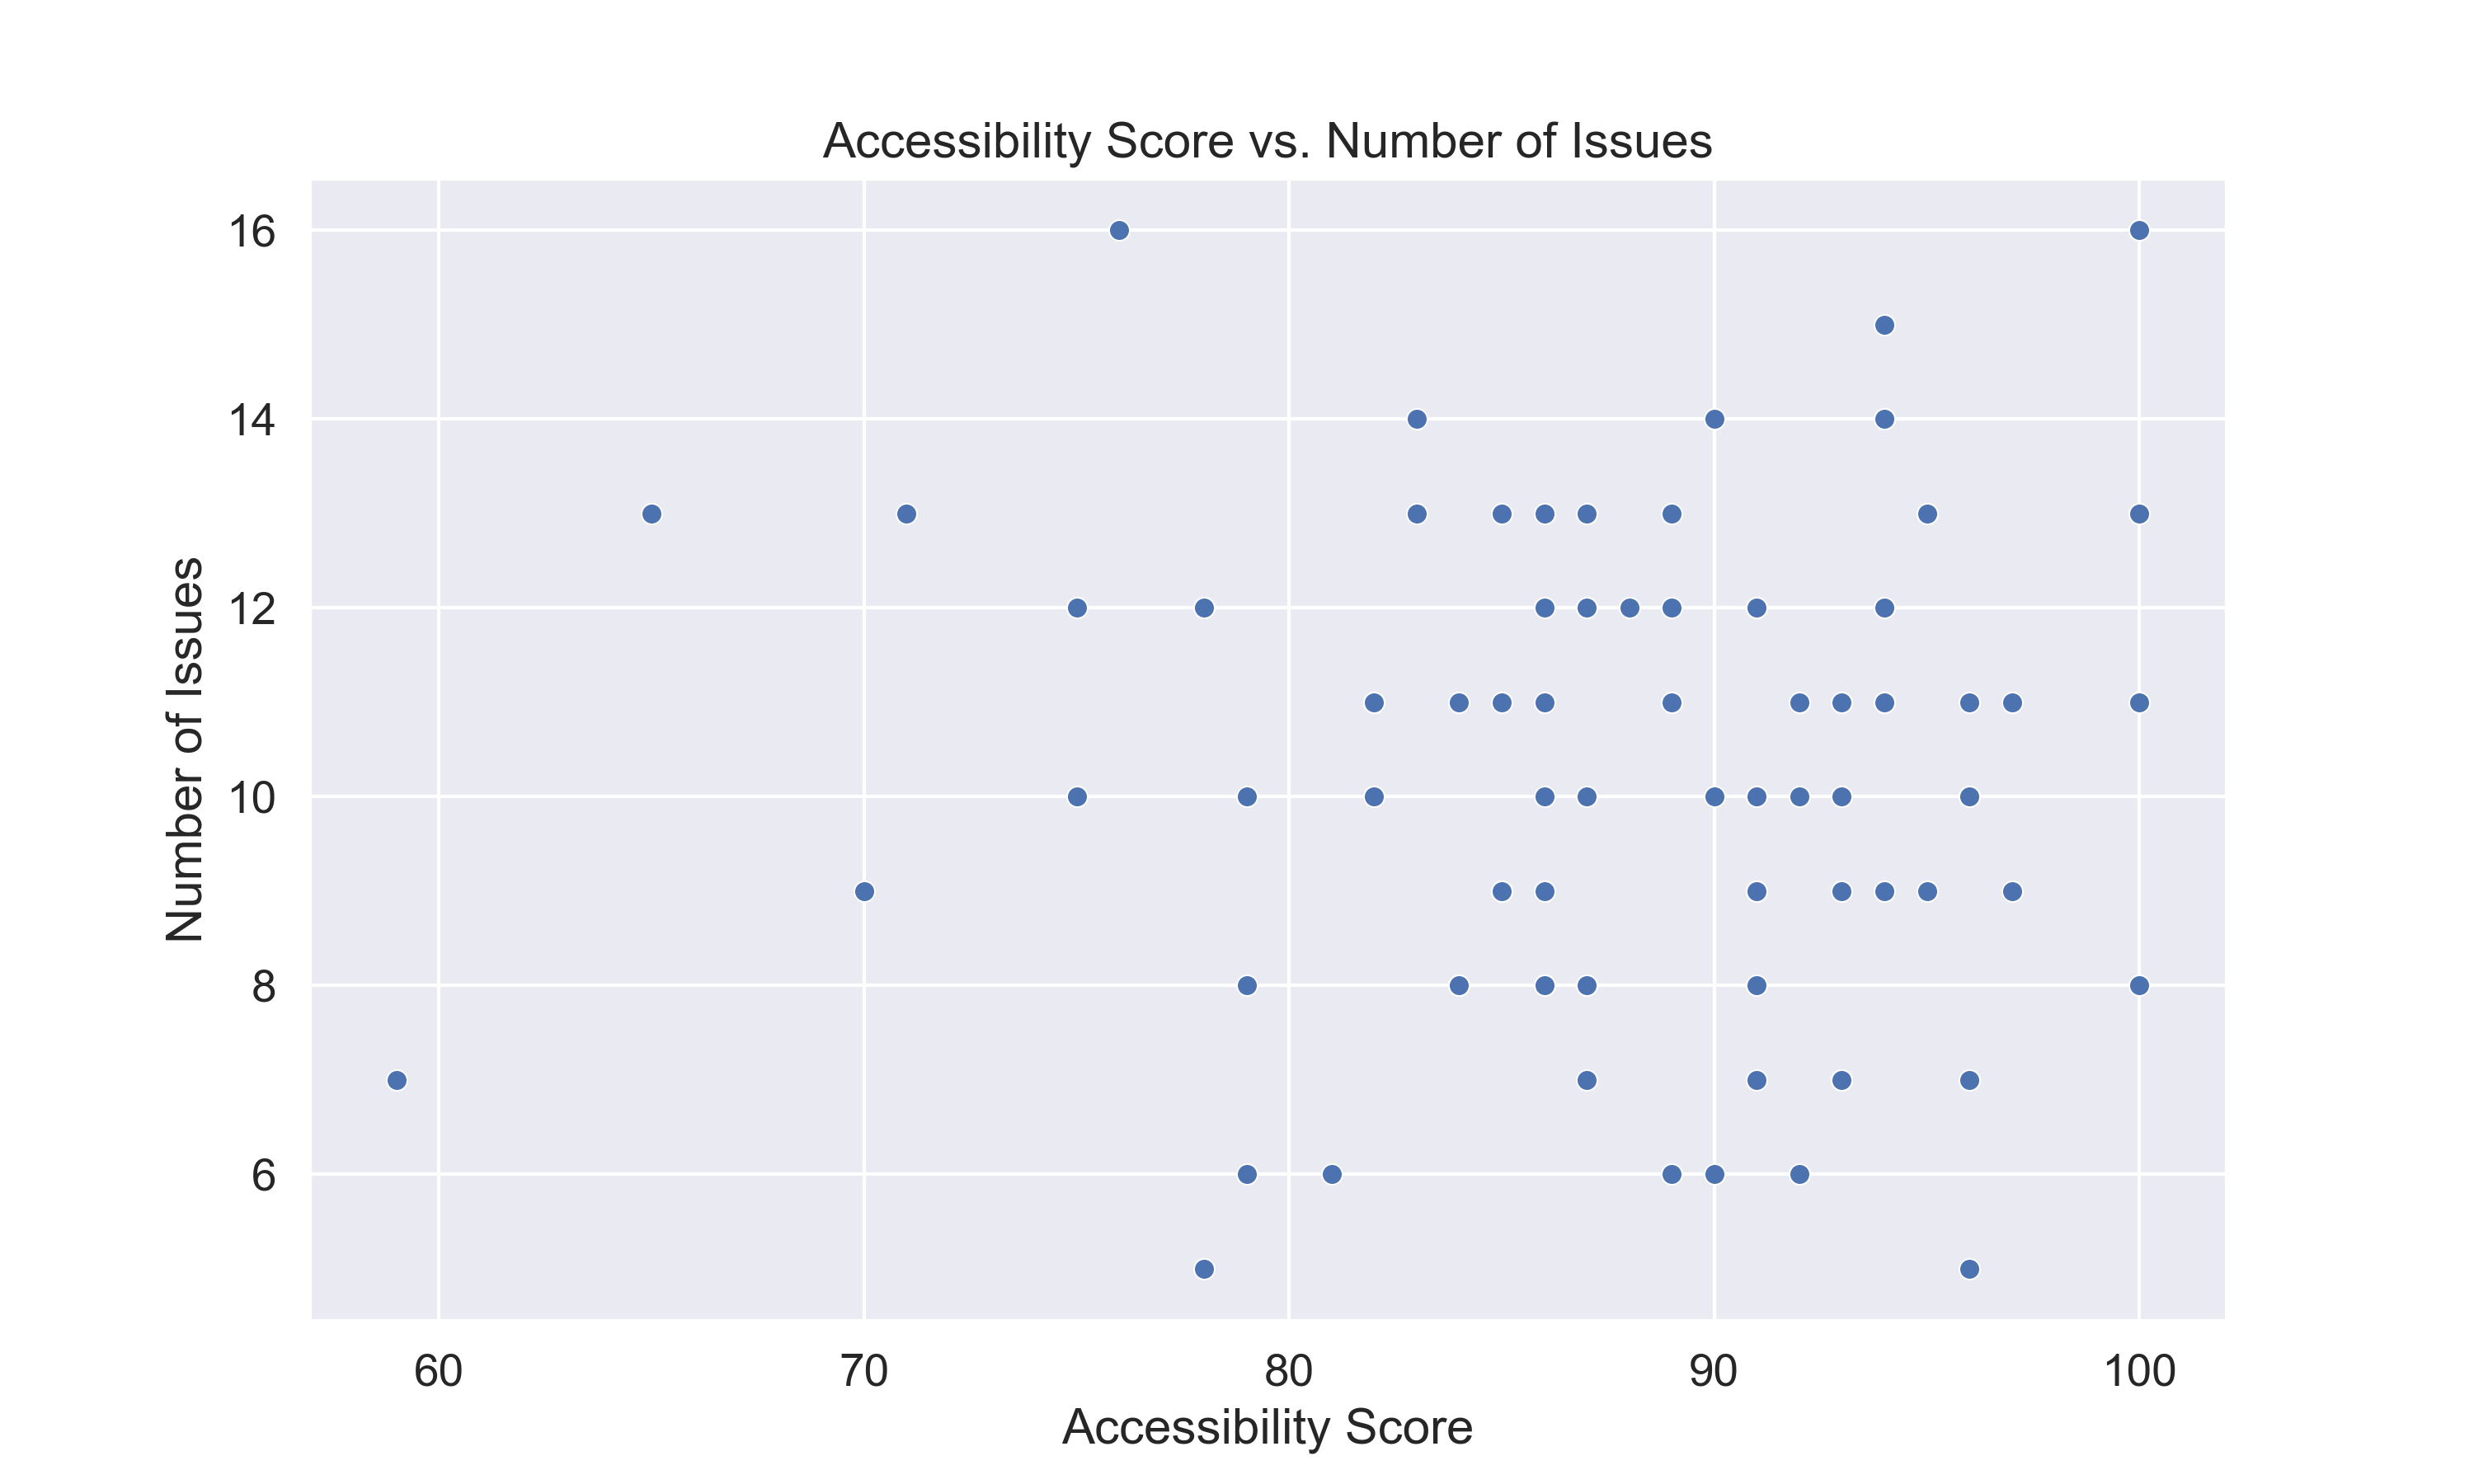 Accessibility Score vs. Number of Issues
16
14
12
10
8
6
Number of Issues
60 70 80 90 100
Accessibility Score